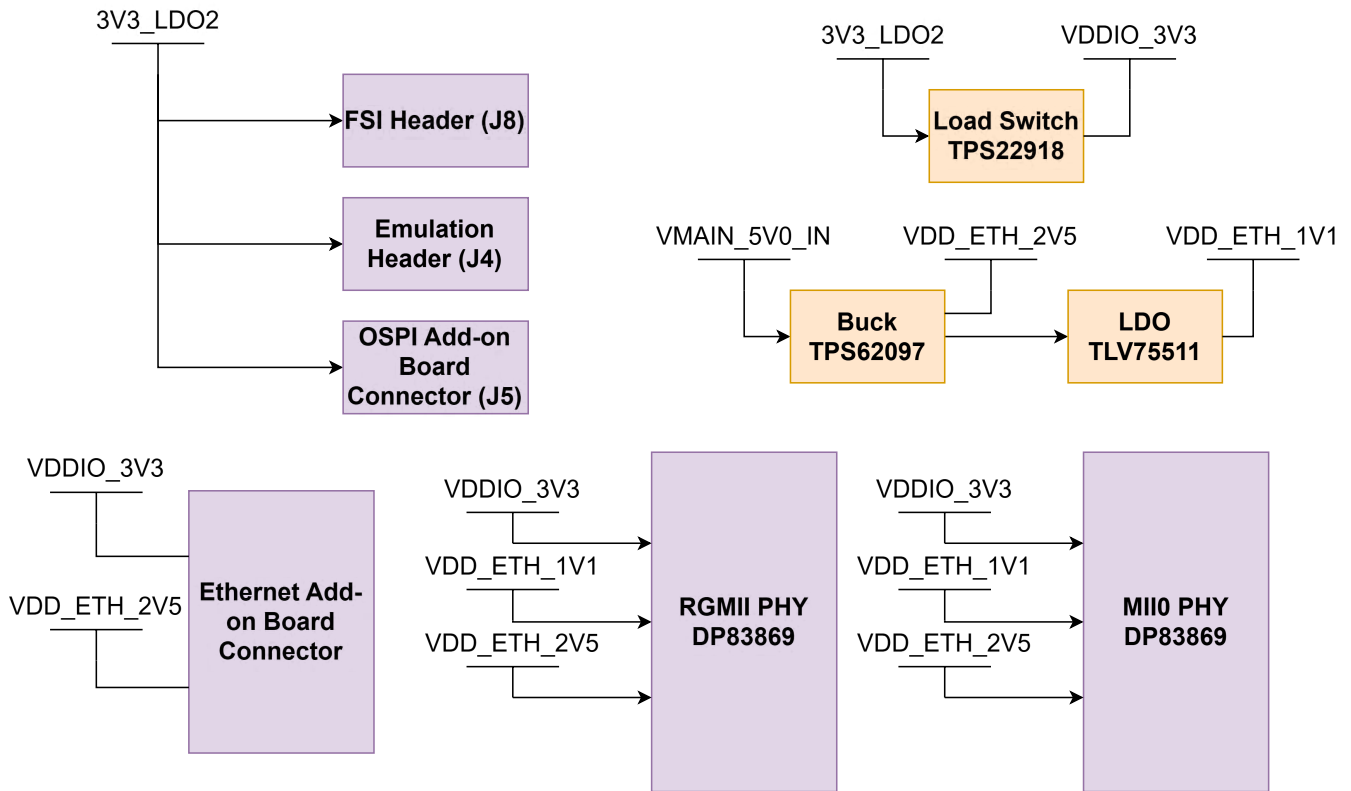 3V3_LDO2
FSI Header (J8)
Emulation
Header (J4)
OSPI Add-on
Board
Connector (J5)
3V3_LDO2
VDDIO_3V3
Load Switch
TPS22918
VMAIN_5V0_IN
VDD_ETH_2V5
VDD_ETH_1V1
Buck
TPS62097
LDO
TLV75511
VDDIO_3V3
VDD_ETH_2V5
Ethernet Add-
on Board
Connector
VDDIO_3V3
VDD_ETH_1V1
VDD_ETH_2V5
RGMII PHY
DP83869
VDDIO_3V3
VDD_ETH_1V1
VDD_ETH_2V5
MII0 PHY
DP83869